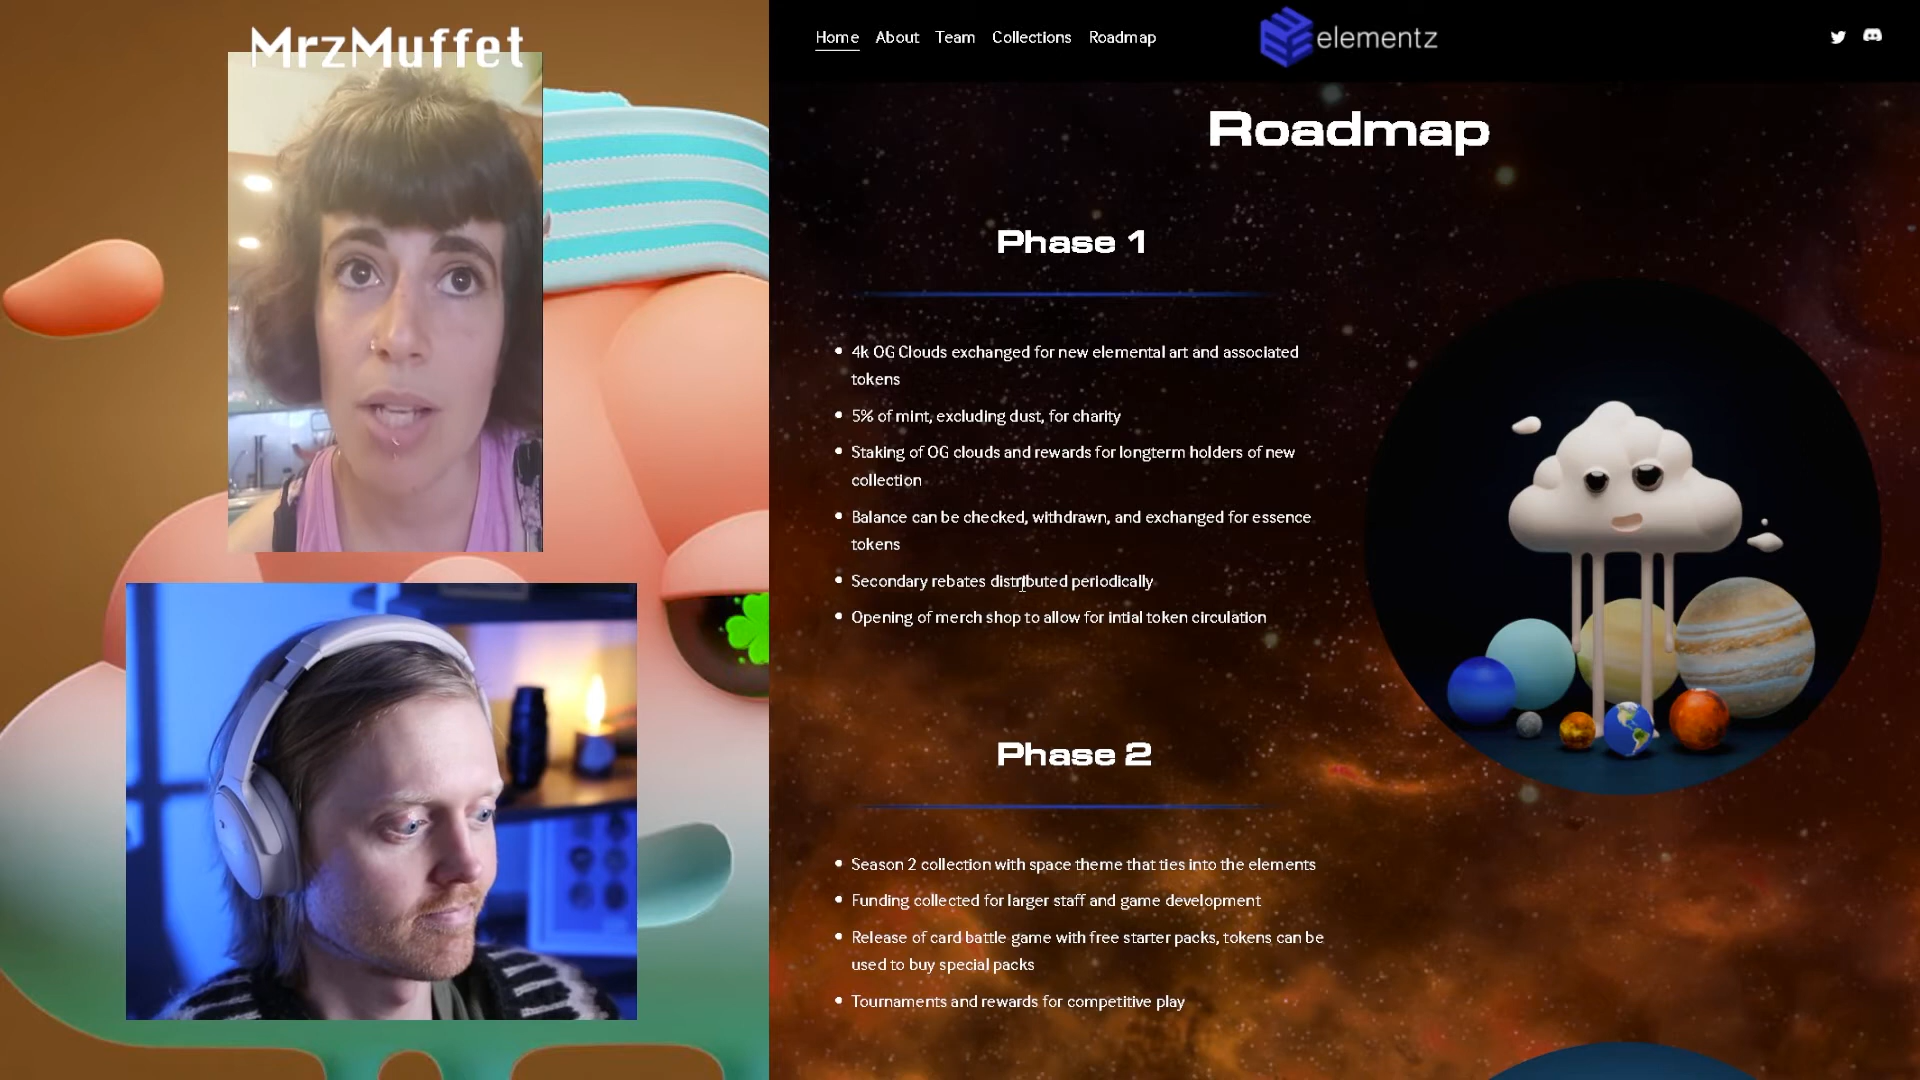 MrzMuffet
Home About Team Collections Roadmap
elementz
Roadmap
Phase 1
4k OG Clouds exchanged for new elemental art and associated
tokens
5% of mint, excluding dust, for charity
Staking of OG clouds and rewards for longterm holders of new
collection
Balance can be checked, withdrawn, and exchanged for essence
tokens
Secondary rebates distributed periodically
Opening of merch shop to allow for intial token circulation
Phase 2
Season 2 collection with space theme that ties into the elements
Funding collected for larger staff and game development
Release of card battle game with free starter packs, tokens can be
used to buy special packs
Tournaments and rewards for competitive play